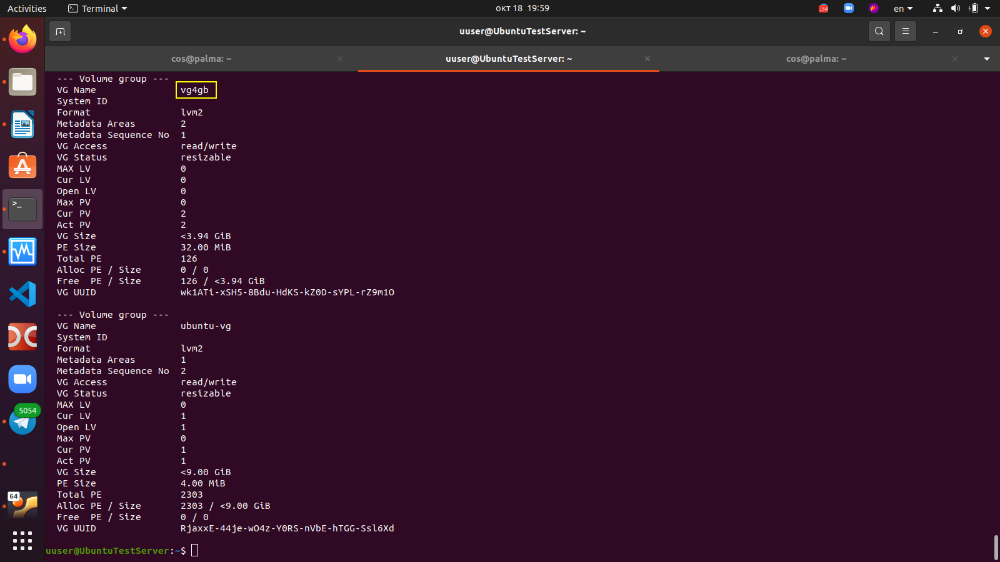 Activities Terminal окт 18 19:59 54 en
uuser@UbuntuTestServer: ~
cos@palma: ~ uuser@UbuntuTestServer: ~ cos@palma: ~
--- Volume group ---
VG Name vg4gb
System ID
Format lvm2
Metadata Areas 2
Metadata Sequence No 1
VG Access read/write
VG Status resizable
MAX LV 0
Cur LV 0
Open LV 0
Max PV 0
Cur PV 2
Act PV 2
VG Size <3.94 GiB
PE Size 32.00 MiB
Total PE 126
Alloc PE / Size 0 / 0
Free  PE / Size 126 / <3.94 GiB
VG UUID wk1ATi-xSH5-8Bdu-HdKS-kZ0D-sYPL-rZ9m1O
--- Volume group ---
VG Name ubuntu-vg
System ID
Format lvm2
Metadata Areas 1
Metadata Sequence No 2
VG Access read/write
VG Status resizable
MAX LV 0
Cur LV 1
Open LV 1
Max PV 0
Cur PV 1
Act PV 1
VG Size <9.00 GiB
PE Size 4.00 MiB
Total PE 2303
Alloc PE / Size 2303 / <9.00 GiB
Free  PE / Size 0 / 0
VG UUID RjaxxE-44je-wO4z-Y0RS-nVbE-hTGG-Ssl6Xd
uuser@UbuntuTestServer:~$
>_
5054
64